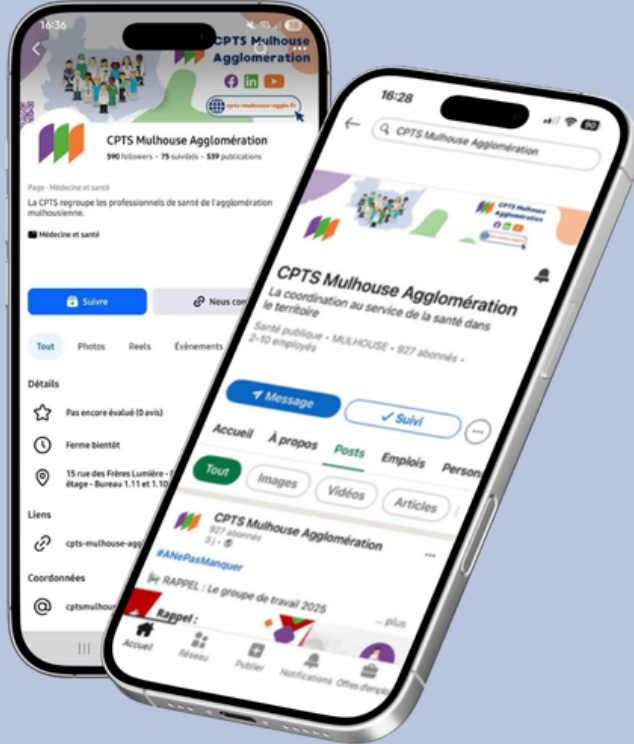 16:36
CPTS Mulhouse
Agglomération
cpts-mulhouse-agglo.fr
CPTS Mulhouse Agglomération
590 followers • 75 suivi(e)s • 539 publications
Page · Médecine et santé
La CPTS regroupe les professionnels de santé de l'agglomération
mulhousienne.
Médecine et santé
Suivre
Nous con
Tout
Photos
Reels
Évènements
Détails
Pas encore évalué (0 avis)
Ferme bientôt
15 rue des Frères Lumière -
étage - Bureau 1.11 et 1.10
Liens
cpts-mulhouse-agg
Coordonnées
cptsmulhou
16:28
CPTS Mulhouse Agglomération
CPTS Mulhouse
Agglomération
CPTS Mulhouse Agglomération
La coordination au service de la santé dans
le territoire
Santé publique • MULHOUSE • 927 abonnés •
2-10 employés
Message
Suivi
Accueil
À propos
Posts
Emplois
Person
Tout
Images
Vidéos
Articles
CPTS Mulhouse Agglomération
927 abonnés
3 j •
#ANePasManquer
RAPPEL : Le groupe de travail 2025
... plus
Rappel :
Accueil
Réseau
Publier
Notifications
Offres d'emploi